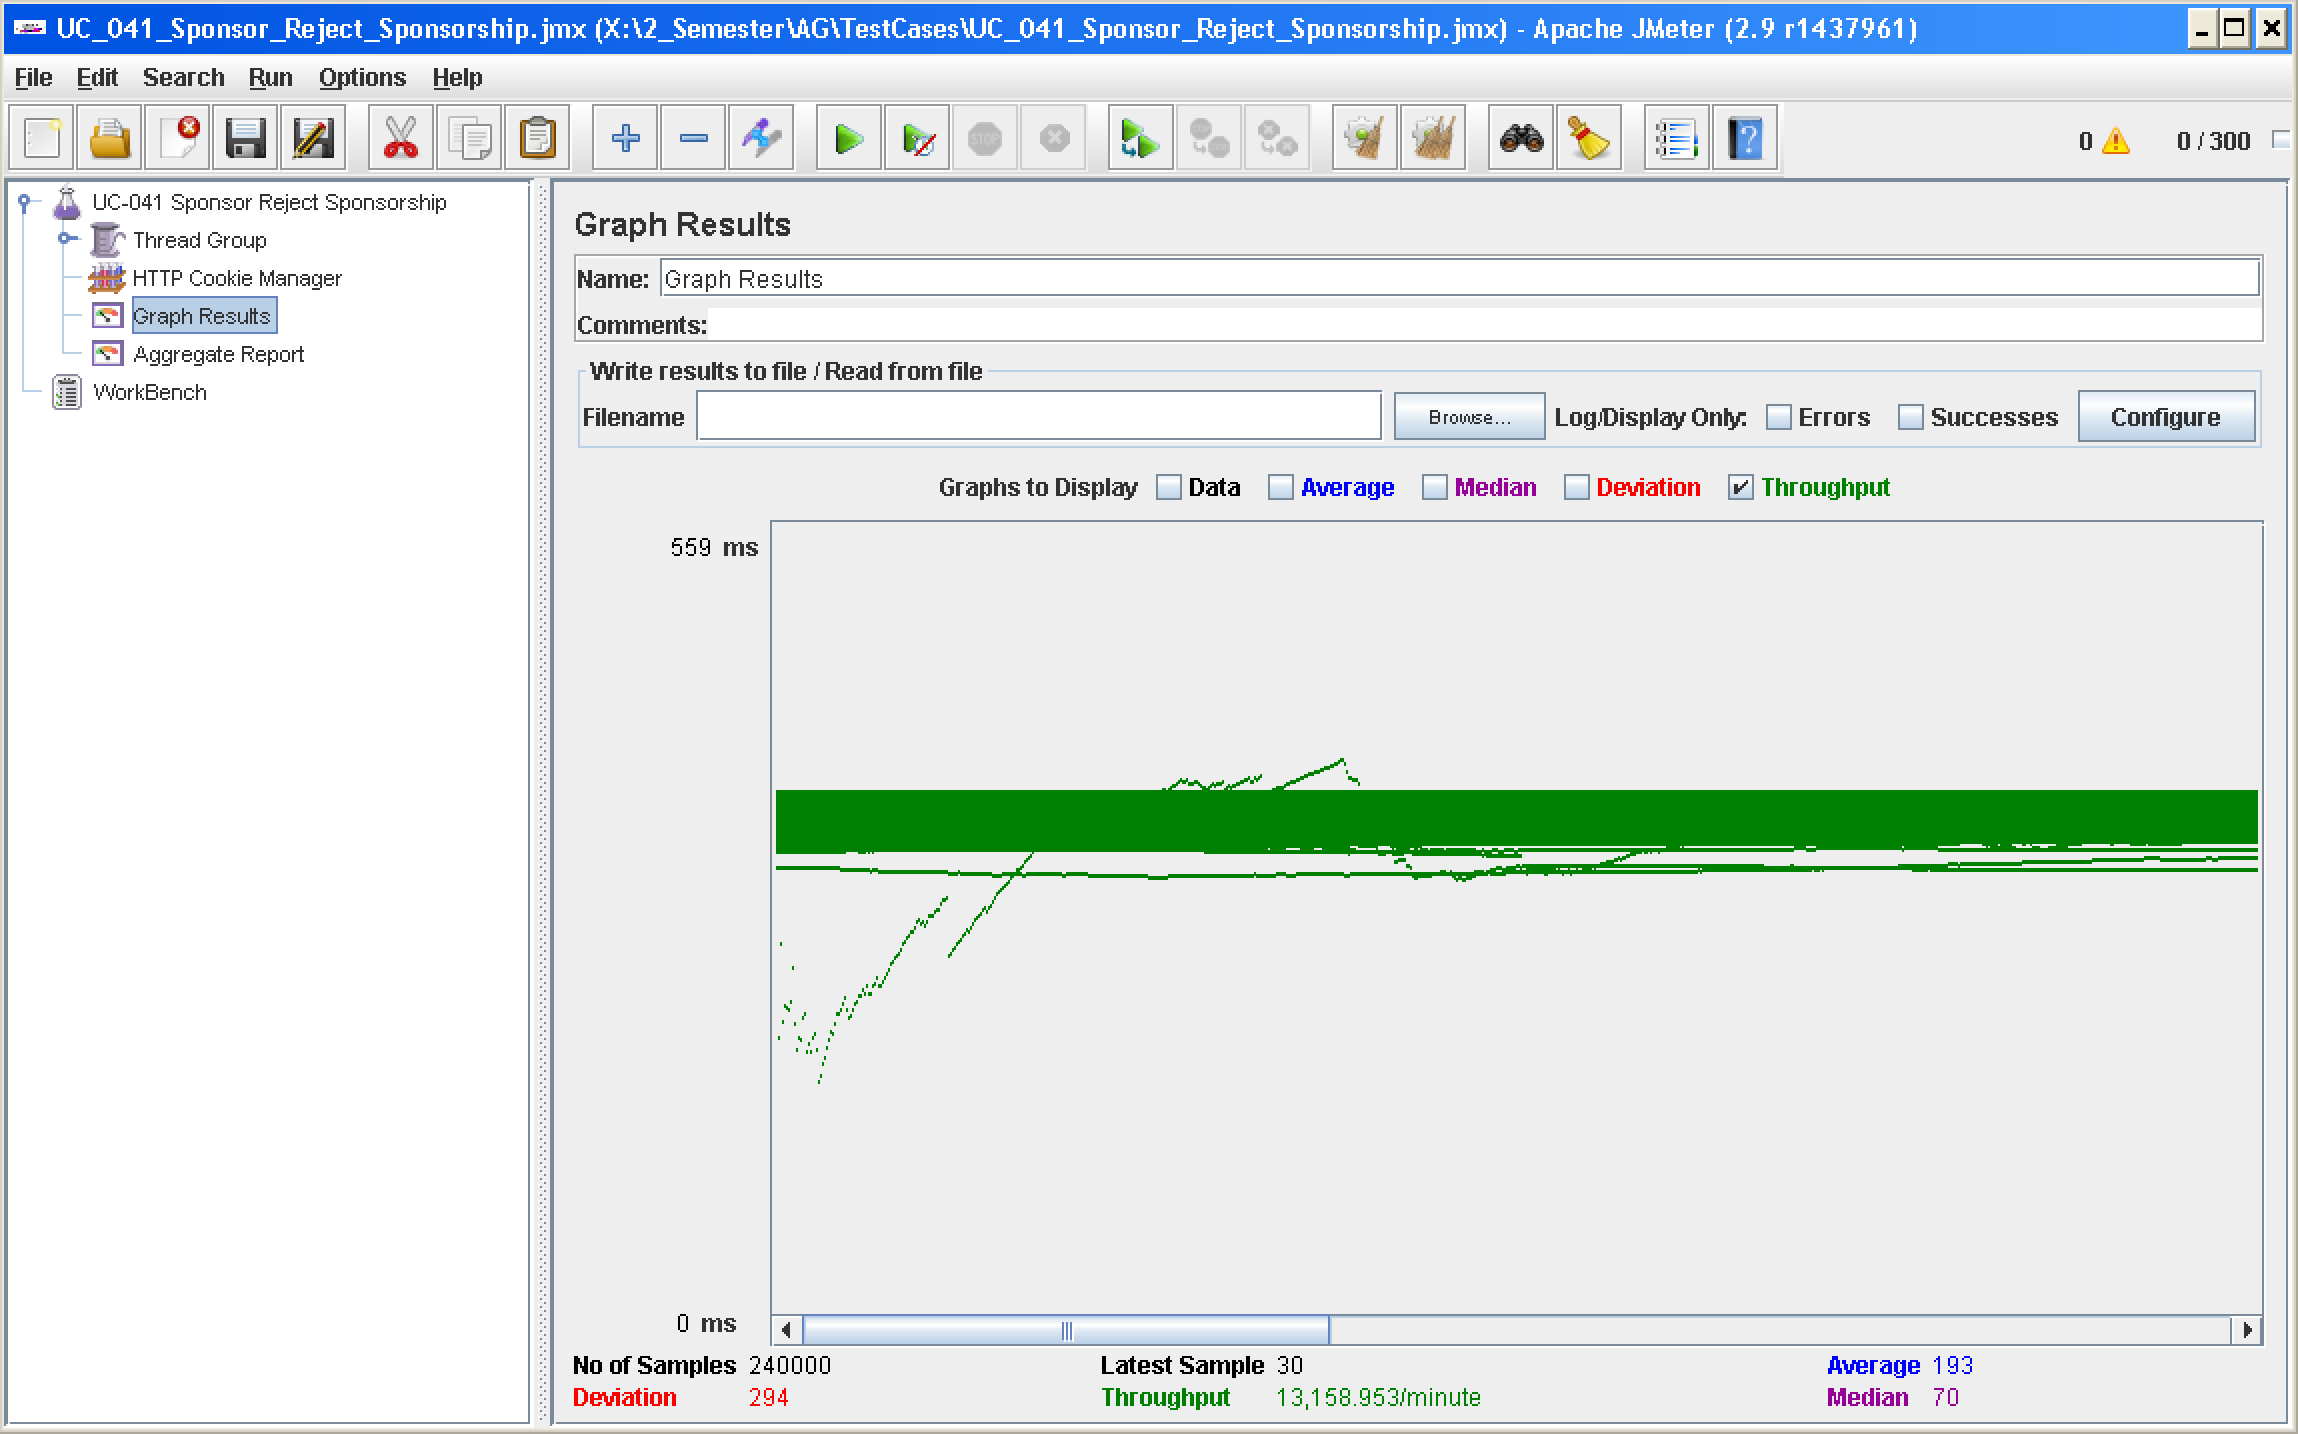 UC_041_Sponsor_Reject_Sponsorship.jmx (X:\2_Semester\AG\TestCases\UC_041_Sponsor_Reject_Sponsorship.jmx) - Apache JMeter (2.9 r1437961)
File Edit Search Run Options Help
STOP 0 0 / 300
UC-041 Sponsor Reject Sponsorship
Thread Group
HTTP Cookie Manager
Graph Results
Aggregate Report
WorkBench
Graph Results
Name: Graph Results
Comments:
Write results to file / Read from file
Filename Browse... Log/Display Only: Errors Successes Configure
Graphs to Display Data Average Median Deviation Throughput
559 ms
0 ms
No of Samples 240000 Latest Sample 30 Average 193
Deviation 294 Throughput 13,158.953/minute Median 70